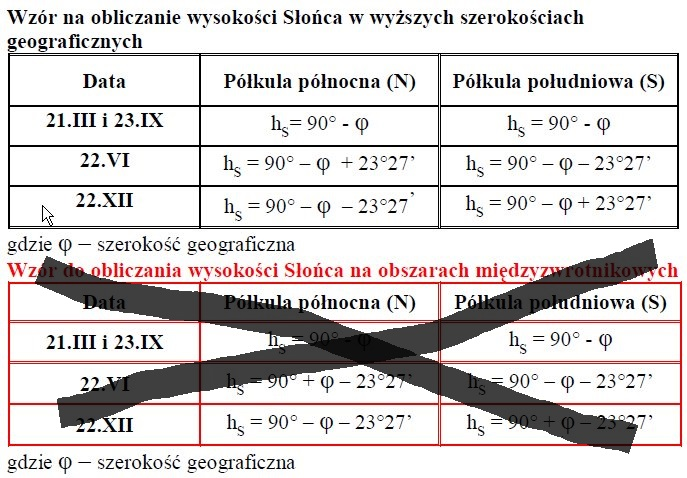 Wzór na obliczanie wysokości Słońca w wyższych szerokościach
geograficznych
Data Półkula północna (N) Półkula południowa (S)
21.III i 23.IX hS= 90° - φ hS= 90° - φ
22.VI hS = 90° – φ + 23°27’ hS = 90° – φ – 23°27’
22.XII hS = 90° – φ – 23°27’ hS = 90° – φ + 23°27’
gdzie φ – szerokość geograficzna
Wzór do obliczania wysokości Słońca na obszarach międzyzwrotnikowych
Data Półkula północna (N) Półkula południowa (S)
21.III i 23.IX hS = 90° - φ hS = 90° - φ
22.VI hS = 90° + φ – 23°27’ hS = 90° – φ – 23°27’
22.XII hS = 90° – φ – 23°27’ hS = 90° + φ – 23°27’
gdzie φ – szerokość geograficzna